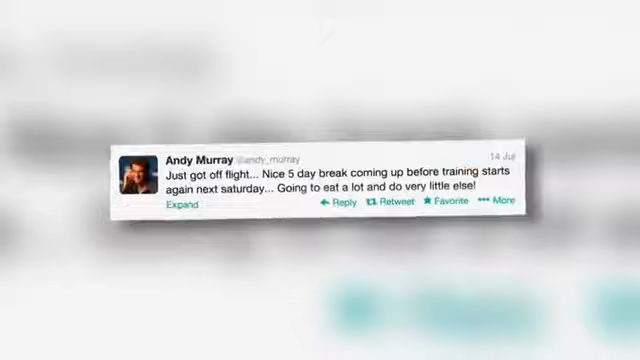 Andy Murray @andy_murray 14 Jul
Just got off flight... Nice 5 day break coming up before training starts
again next saturday... Going to eat a lot and do very little else!
Expand Reply Retweet Favorite More